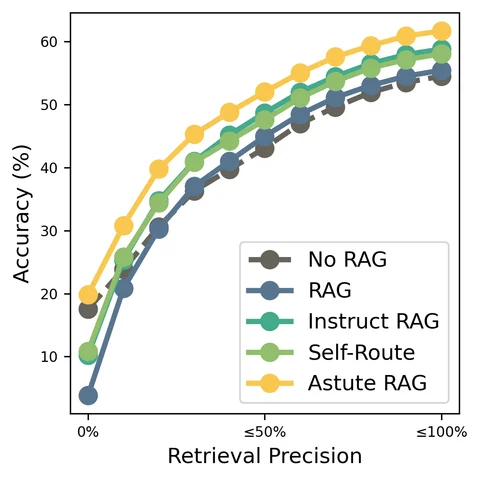 60
50
40
30
20
10
Accuracy (%)
No RAG
RAG
Instruct RAG
Self-Route
Astute RAG
0%
≤50%
≤100%
Retrieval Precision